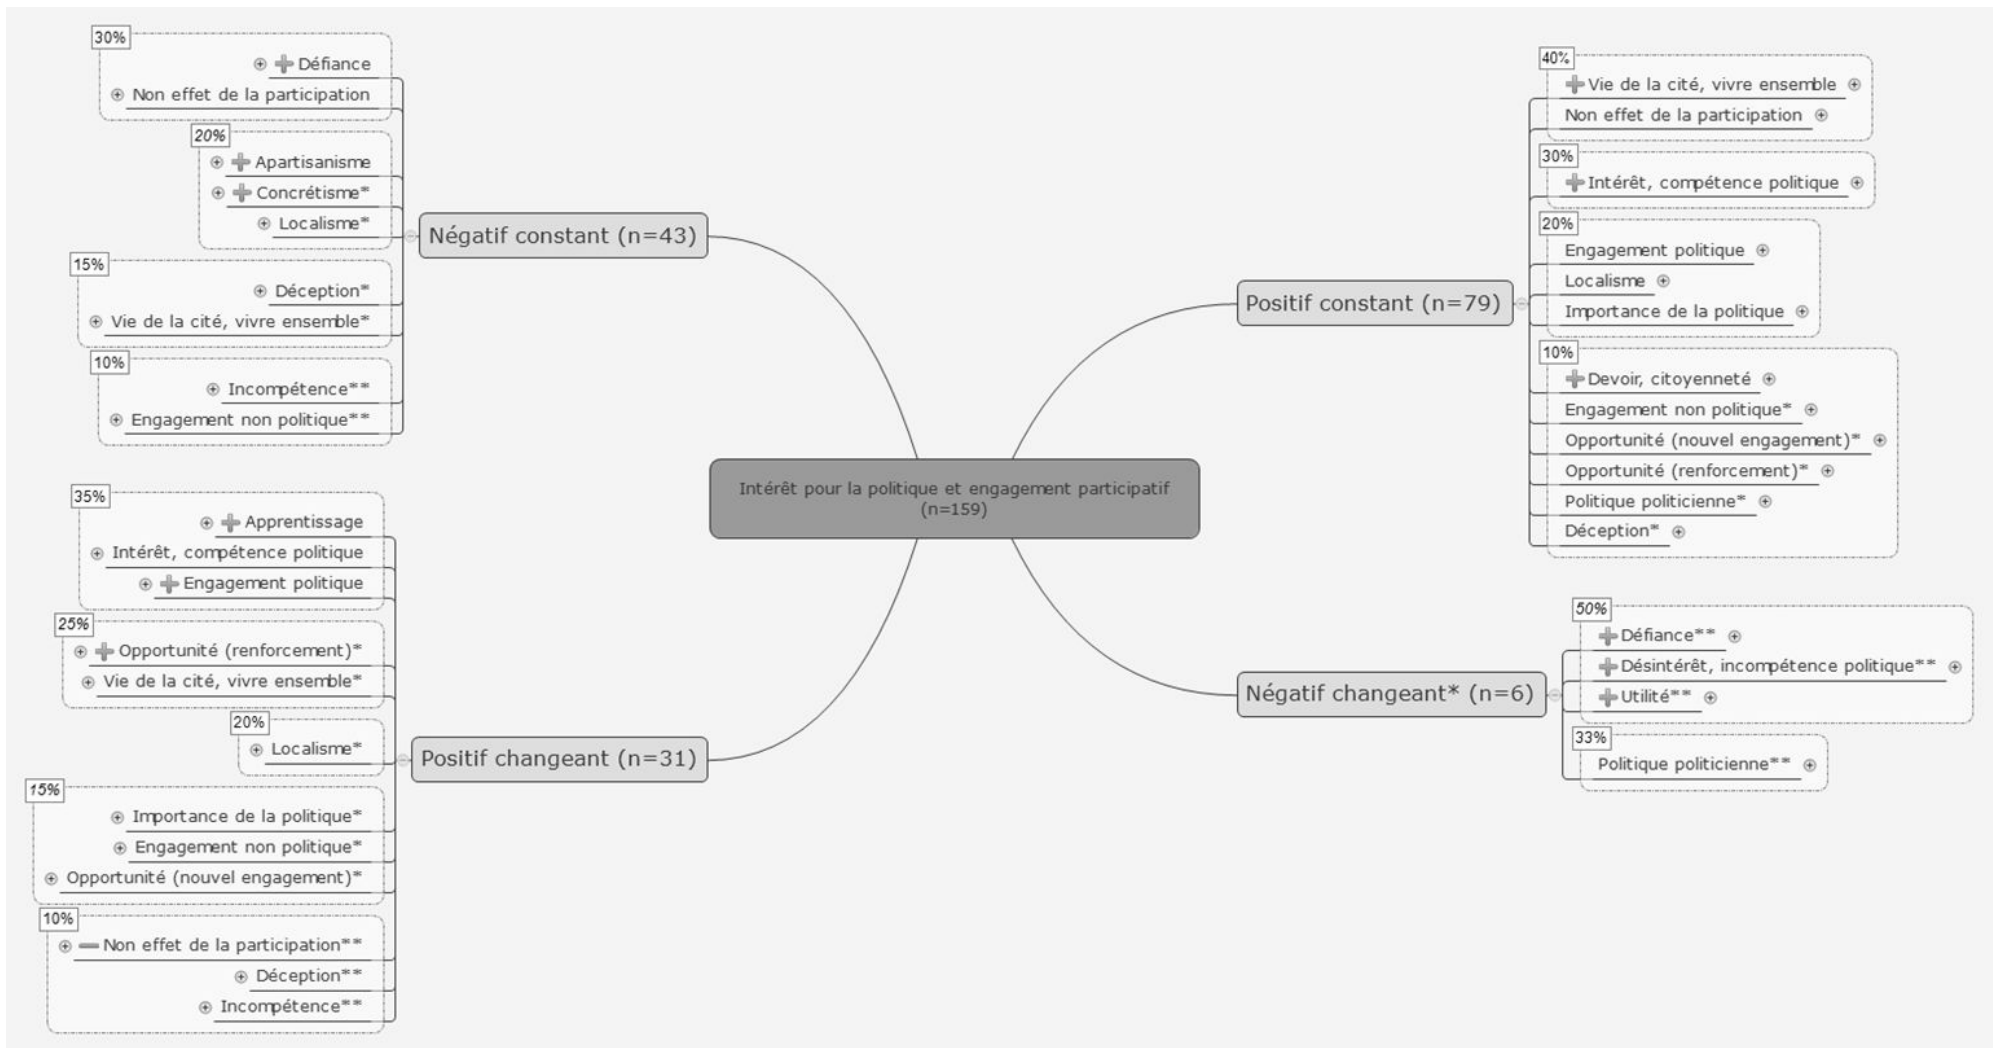 30%
Défiance
Non effet de la participation
20%
Apartisanisme
Concrétisme*
Localisme*
15%
Déception*
Vie de la cité, vivre ensemble*
10%
Incompétence**
Engagement non politique**
Négatif constant (n=43)
35%
Apprentissage
Intérêt, compétence politique
Engagement politique
25%
Opportunité (renforcement)*
Vie de la cité, vivre ensemble*
20%
Localisme*
15%
Importance de la politique*
Engagement non politique*
Opportunité (nouvel engagement)*
10%
Non effet de la participation**
Déception**
Incompétence**
Positif changeant (n=31)
Intérêt pour la politique et engagement participatif
(n=159)
Positif constant (n=79)
40%
Vie de la cité, vivre ensemble
Non effet de la participation
30%
Intérêt, compétence politique
20%
Engagement politique
Localisme
Importance de la politique
10%
Devoir, citoyenneté
Engagement non politique*
Opportunité (nouvel engagement)*
Opportunité (renforcement)*
Politique politicienne*
Déception*
Négatif changeant* (n=6)
50%
Défiance**
Désintérêt, incompétence politique**
Utilité**
33%
Politique politicienne**